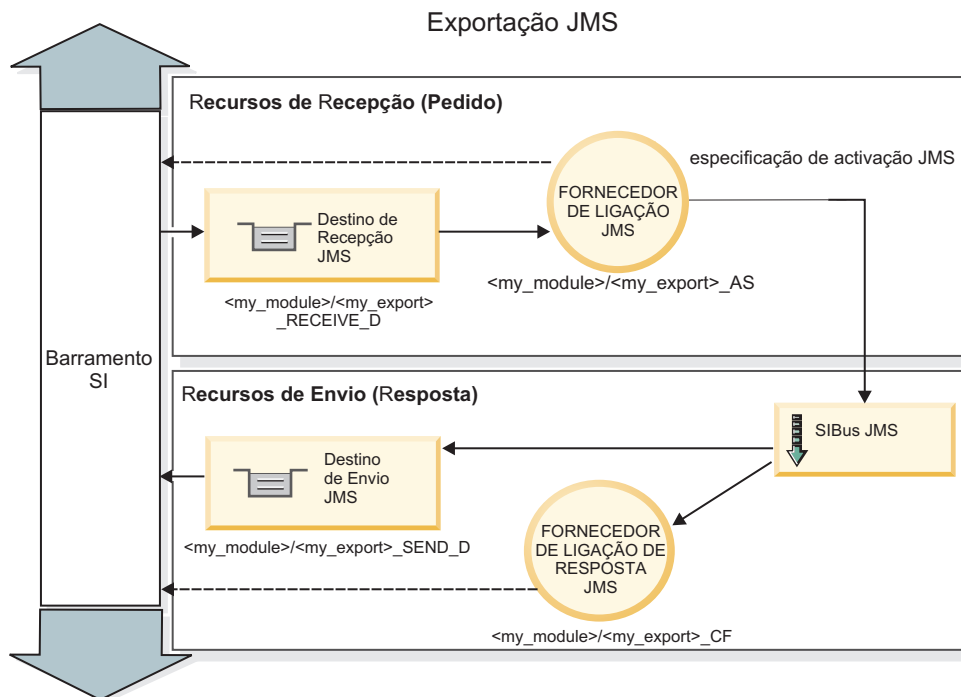 Exportação JMS
Recursos de Recepção (Pedido)
especificação de activação JMS
FORNECEDOR
DE LIGAÇÃO
JMS
Destino de
Recepção
JMS
<my_module>/<my_export>_AS
<my_module>/<my_export>
_RECEIVE_D
Barramento
SI
Recursos de Envio (Resposta)
SIBus JMS
Destino
de Envio
JMS
<my_module>/<my_export>_SEND_D
FORNECEDOR
DE LIGAÇÃO DE
RESPOSTA
JMS
<my_module>/<my_export>_CF